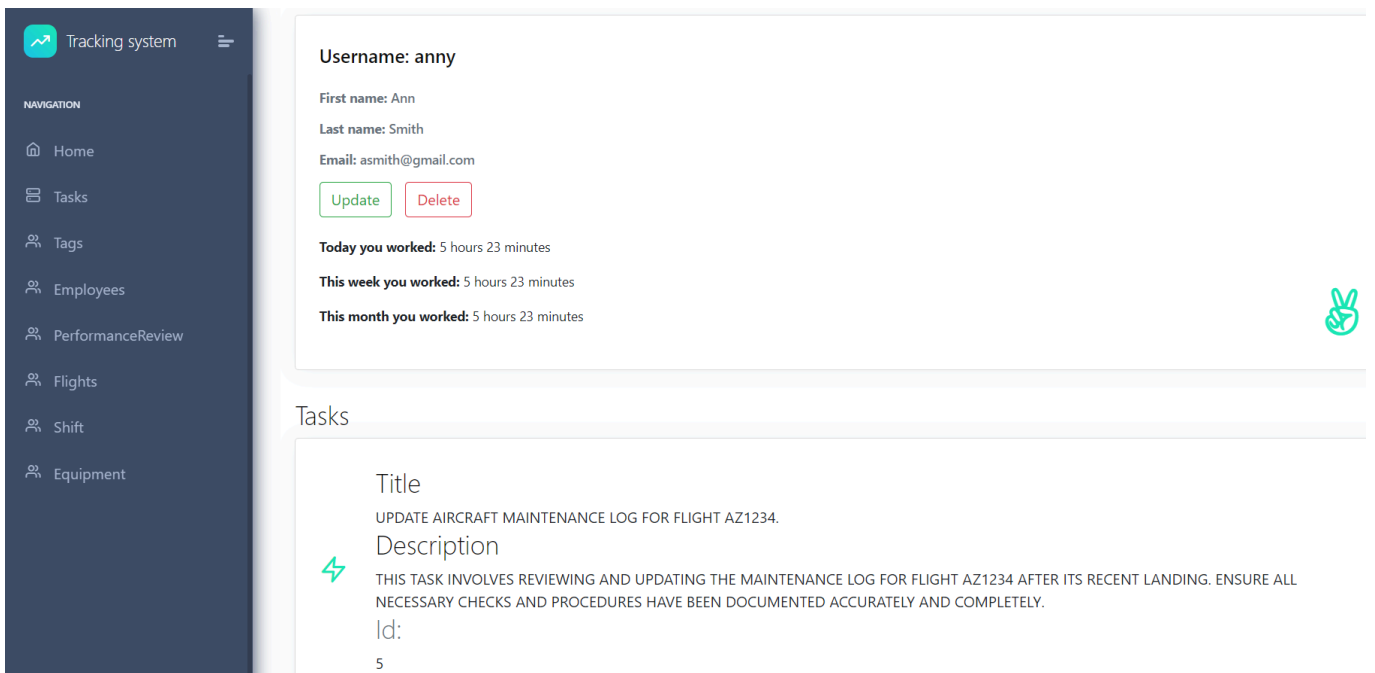 Tracking system
NAVIGATION
Home
Tasks
Tags
Employees
PerformanceReview
Flights
Shift
Equipment
Username: anny
First name: Ann
Last name: Smith
Email: asmith@gmail.com
Update Delete
Today you worked: 5 hours 23 minutes
This week you worked: 5 hours 23 minutes
This month you worked: 5 hours 23 minutes
Tasks
Title
UPDATE AIRCRAFT MAINTENANCE LOG FOR FLIGHT AZ1234.
Description
THIS TASK INVOLVES REVIEWING AND UPDATING THE MAINTENANCE LOG FOR FLIGHT AZ1234 AFTER ITS RECENT LANDING. ENSURE ALL
NECESSARY CHECKS AND PROCEDURES HAVE BEEN DOCUMENTED ACCURATELY AND COMPLETELY.
Id:
5